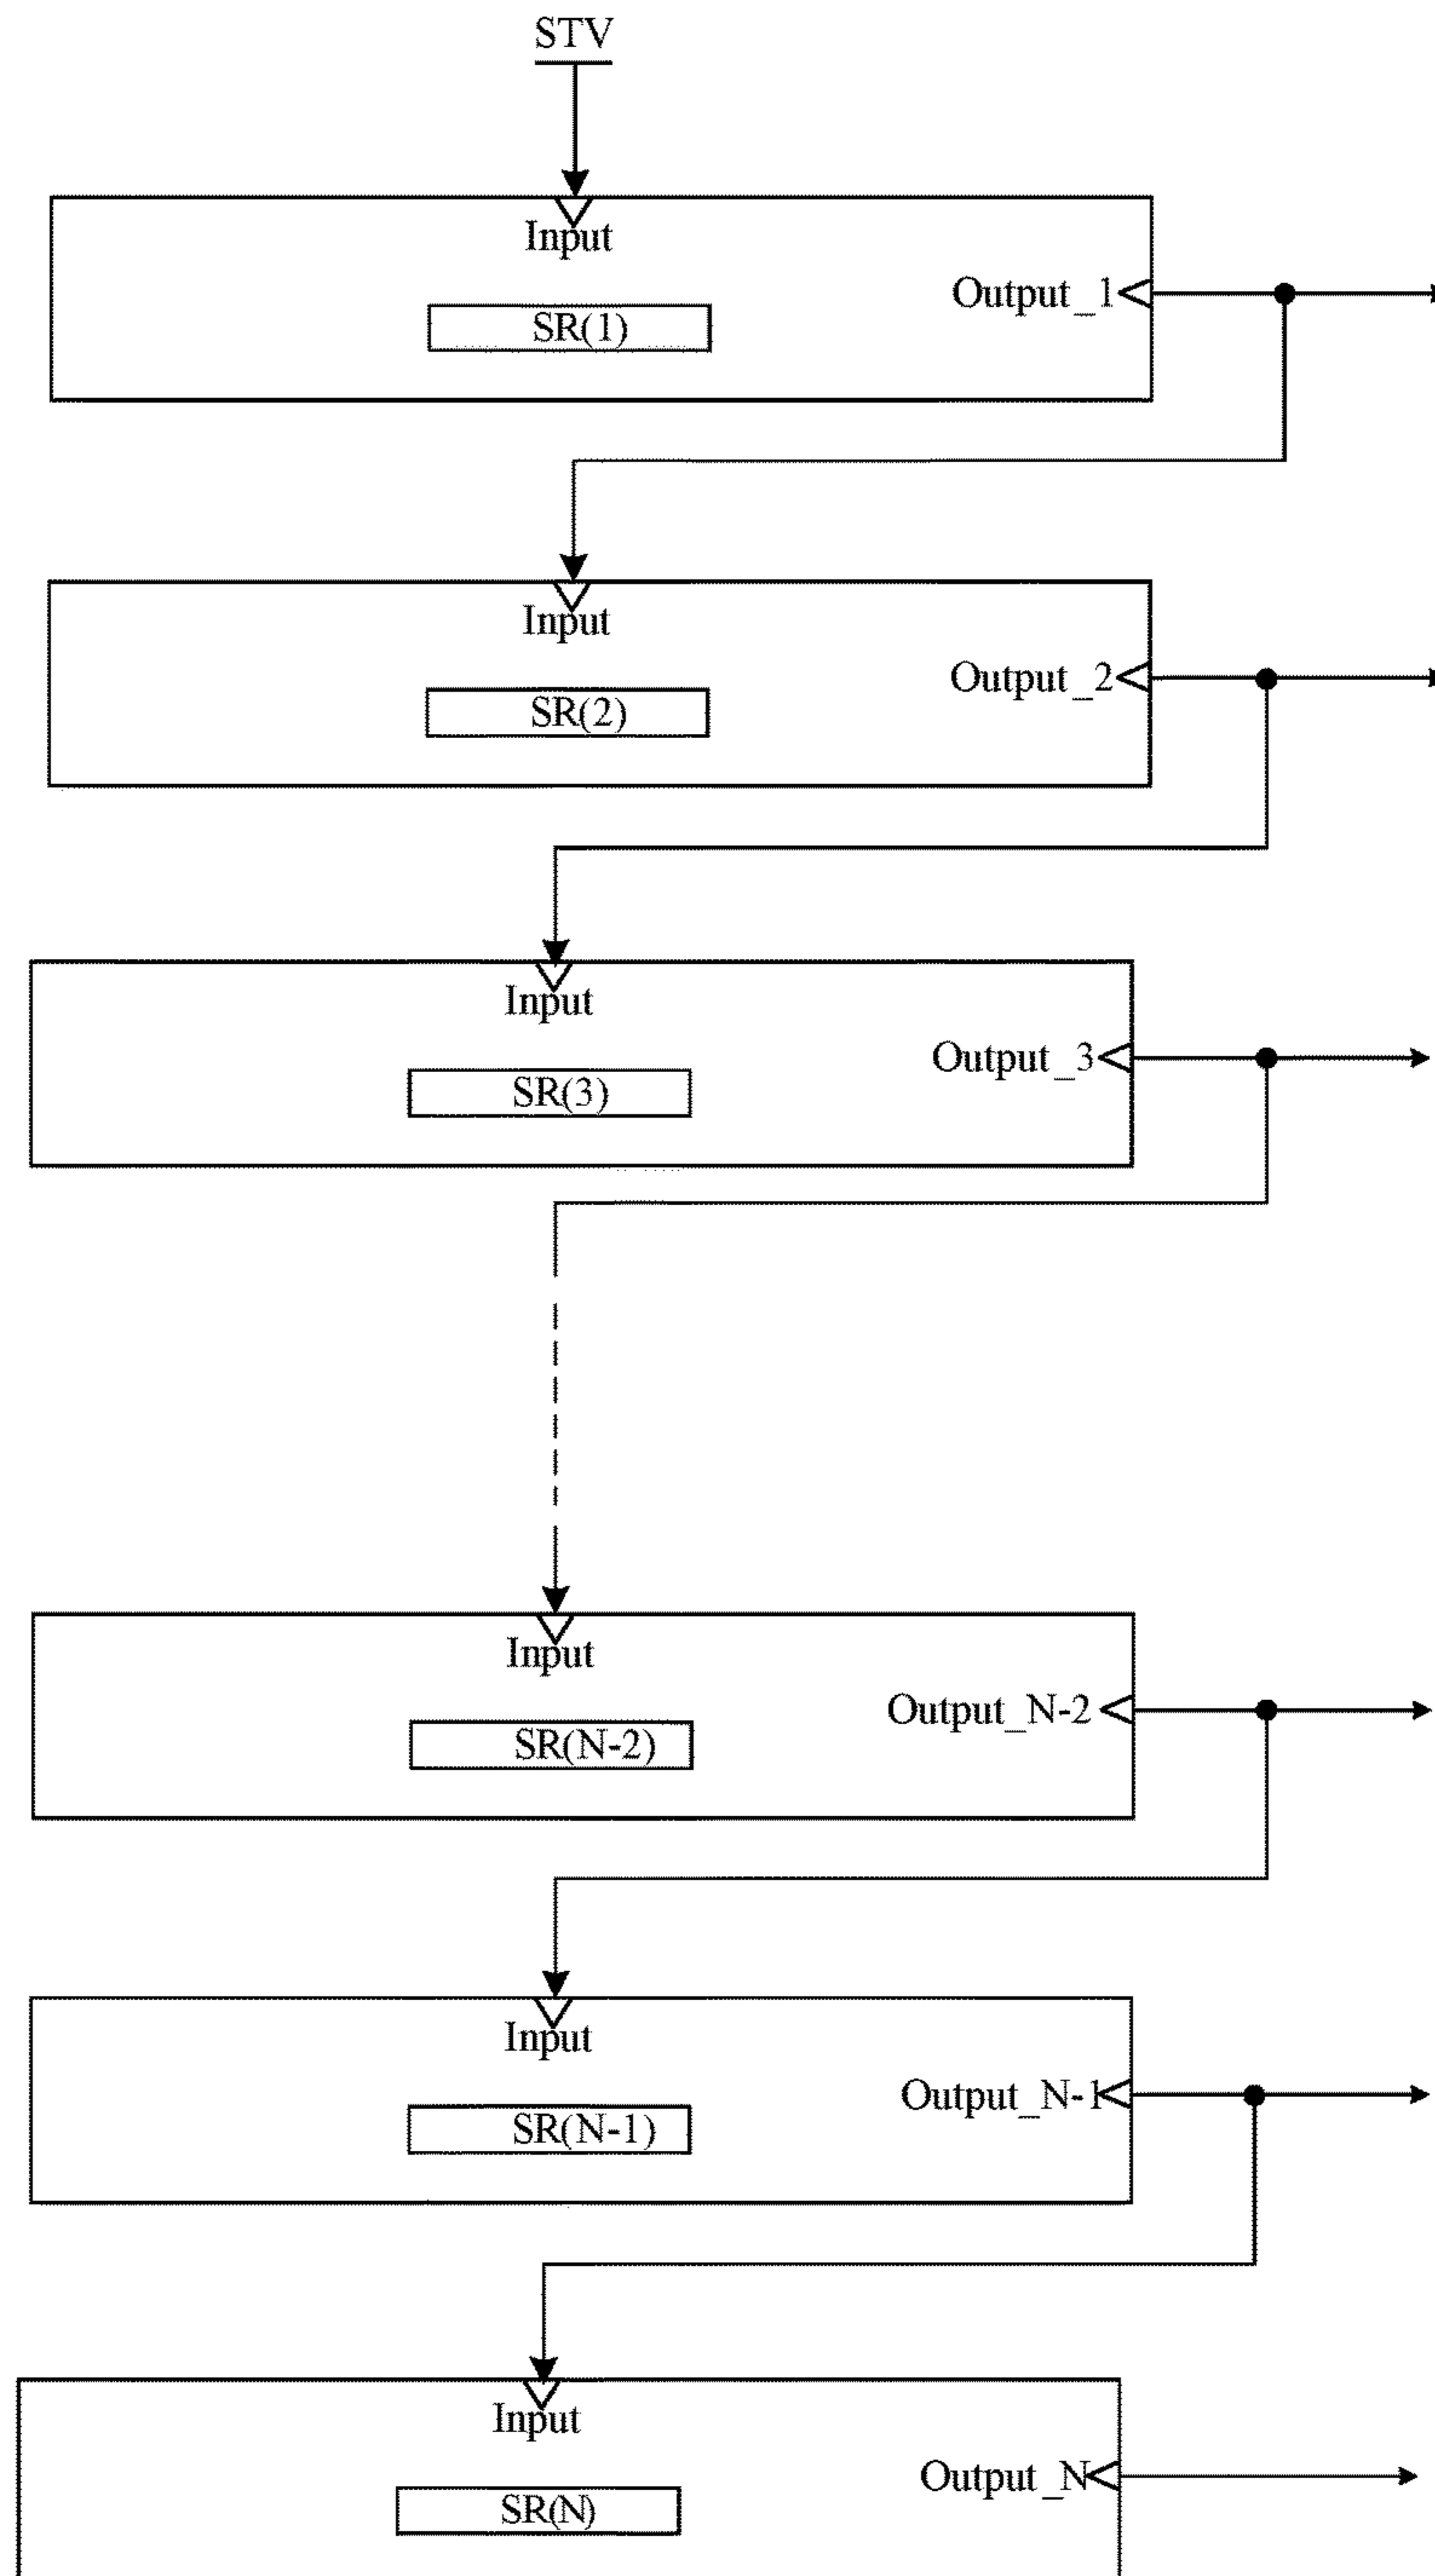 STV
Input
Output_1
SR(1)
Input
Output_2
SR(2)
Input
Output_3
SR(3)
Input
Output_N-2
SR(N-2)
Input
Output_N-1
SR(N-1)
Input
Output_N
SR(N)